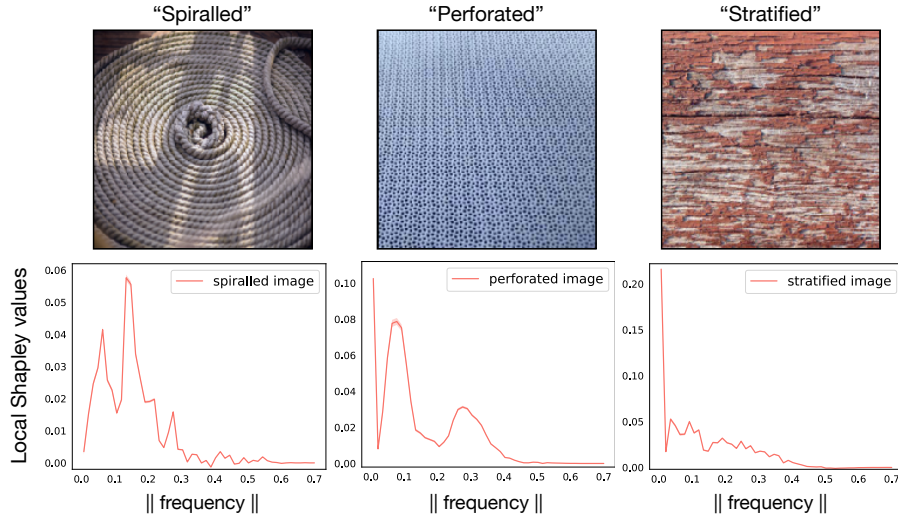 “Spiralled”
“Perforated”
“Stratified”
Local Shapley values
0.06
0.05
0.04
0.03
0.02
0.01
0.00
spiralled image
0.0 0.1 0.2 0.3 0.4 0.5 0.6 0.7
|| frequency ||
0.10
0.08
0.06
0.04
0.02
0.00
perforated image
0.0 0.1 0.2 0.3 0.4 0.5 0.6 0.7
|| frequency ||
0.20
0.15
0.10
0.05
0.00
stratified image
0.0 0.1 0.2 0.3 0.4 0.5 0.6 0.7
|| frequency ||